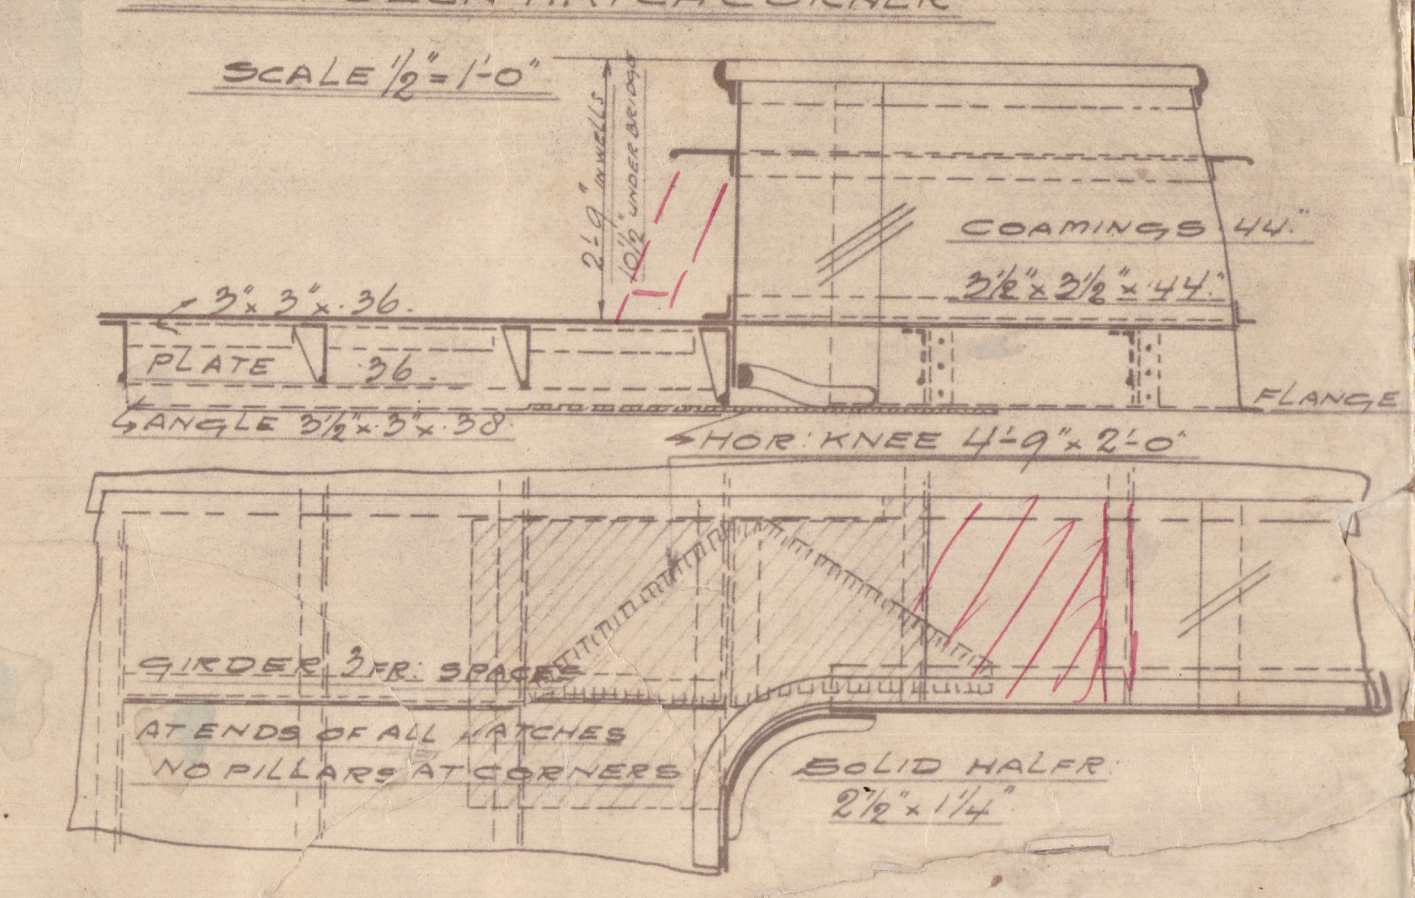 HATCH CORNER
SCALE 1/2" = 1'-0"
2'-9" IN WELLS
10 1/2" UNDER BRIDGE
COAMINGS .44"
3 1/2" x 3 1/2" x .44"
3" x 3" x .36.
PLATE .36.
ANGLE 3 1/2" x 3" x .38
FLANGE
HOR: KNEE 4'-9" x 2'-0"
GIRDER 3 FR: SPACES
AT ENDS OF ALL HATCHES
NO PILLARS AT CORNERS
SOLID HALF R:
2 1/2" x 1 1/4"